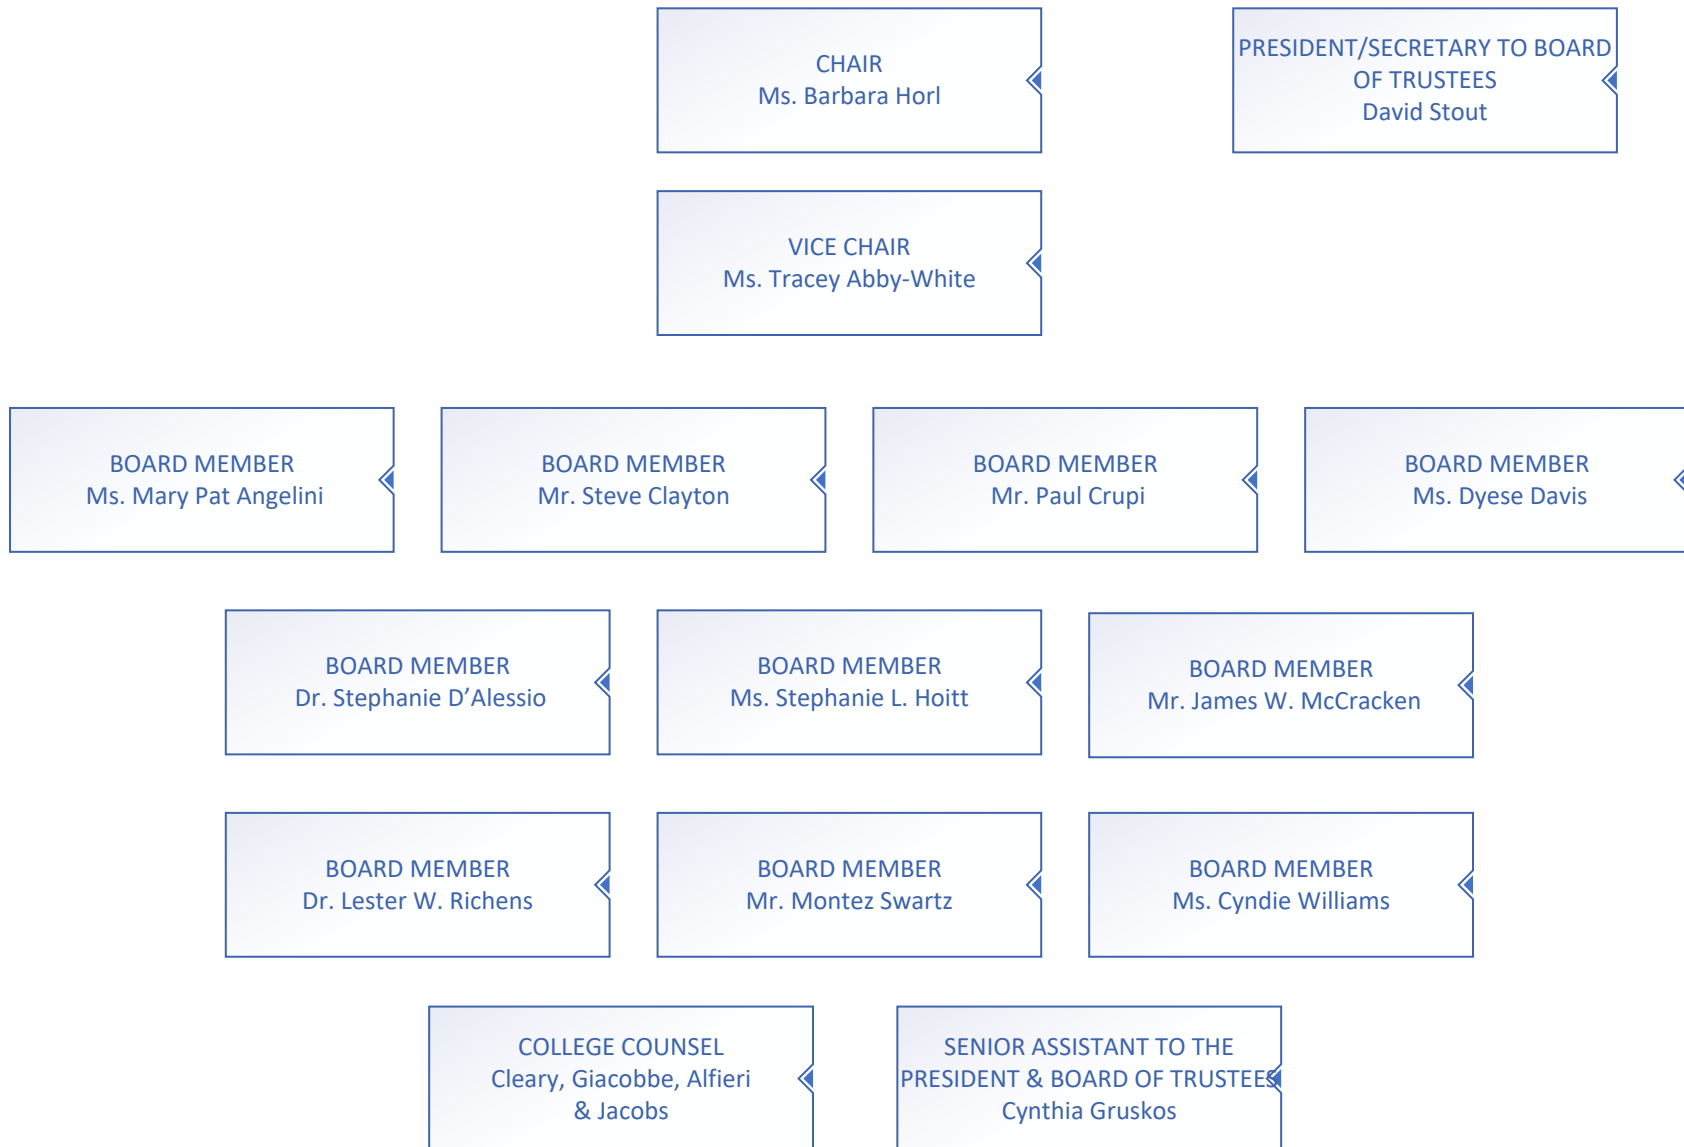 CHAIR
Ms. Barbara Horl
PRESIDENT/SECRETARY TO BOARD
OF TRUSTEES
David Stout
VICE CHAIR
Ms. Tracey Abby-White
BOARD MEMBER
Ms. Mary Pat Angelini
BOARD MEMBER
Mr. Steve Clayton
BOARD MEMBER
Mr. Paul Crupi
BOARD MEMBER
Ms. Dyese Davis
BOARD MEMBER
Dr. Stephanie D’Alessio
BOARD MEMBER
Ms. Stephanie L. Hoitt
BOARD MEMBER
Mr. James W. McCracken
BOARD MEMBER
Dr. Lester W. Richens
BOARD MEMBER
Mr. Montez Swartz
BOARD MEMBER
Ms. Cyndie Williams
COLLEGE COUNSEL
Cleary, Giacobbe, Alfieri
& Jacobs
SENIOR ASSISTANT TO THE
PRESIDENT & BOARD OF TRUSTEES
Cynthia Gruskos